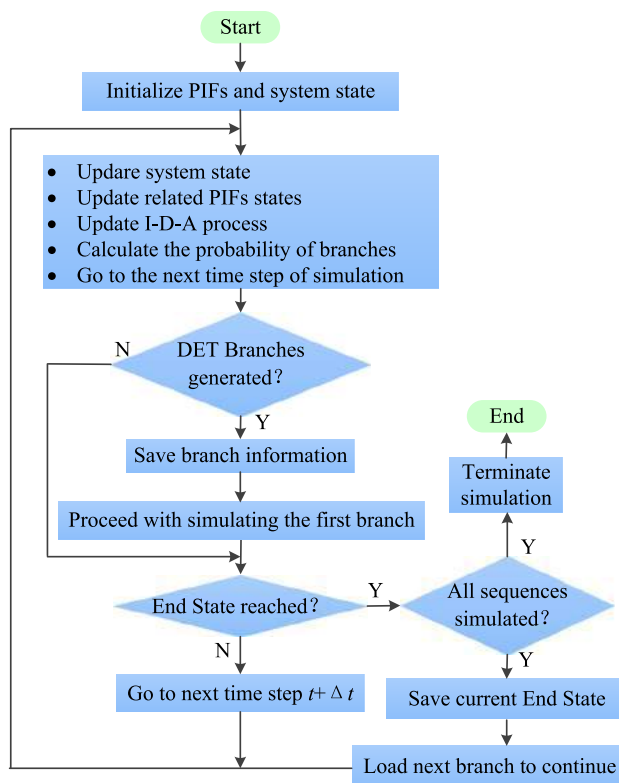 Start
Initialize PIFs and system state
• Updare system state
• Update related PIFs states
• Update I-D-A process
• Calculate the probability of branches
• Go to the next time step of simulation
N
DET Branches
generated?
Y
Save branch information
Proceed with simulating the first branch
End State reached?
Y
N
Go to next time step t+Δt
End
Terminate
simulation
Y
All sequences
simulated?
Y
Save current End State
Load next branch to continue